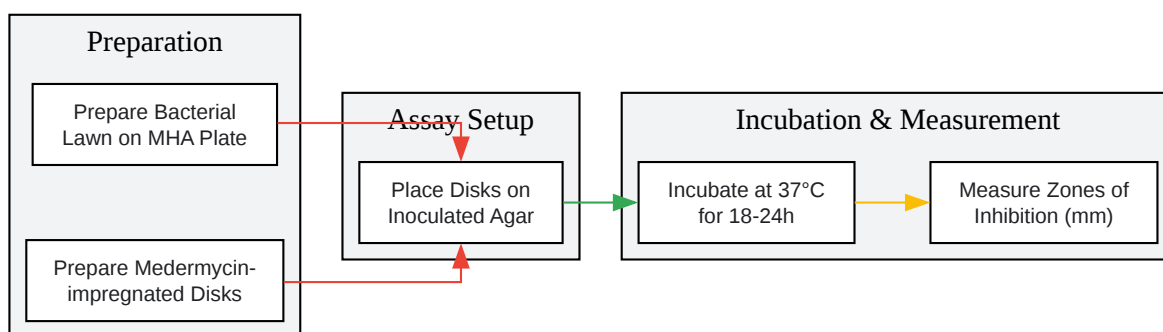 Preparation
Prepare Bacterial
Lawn on MHA Plate
Prepare Medermycin-
impregnated Disks
Assay Setup
Place Disks on
Inoculated Agar
Incubation & Measurement
Incubate at 37°C
for 18-24h
Measure Zones of
Inhibition (mm)